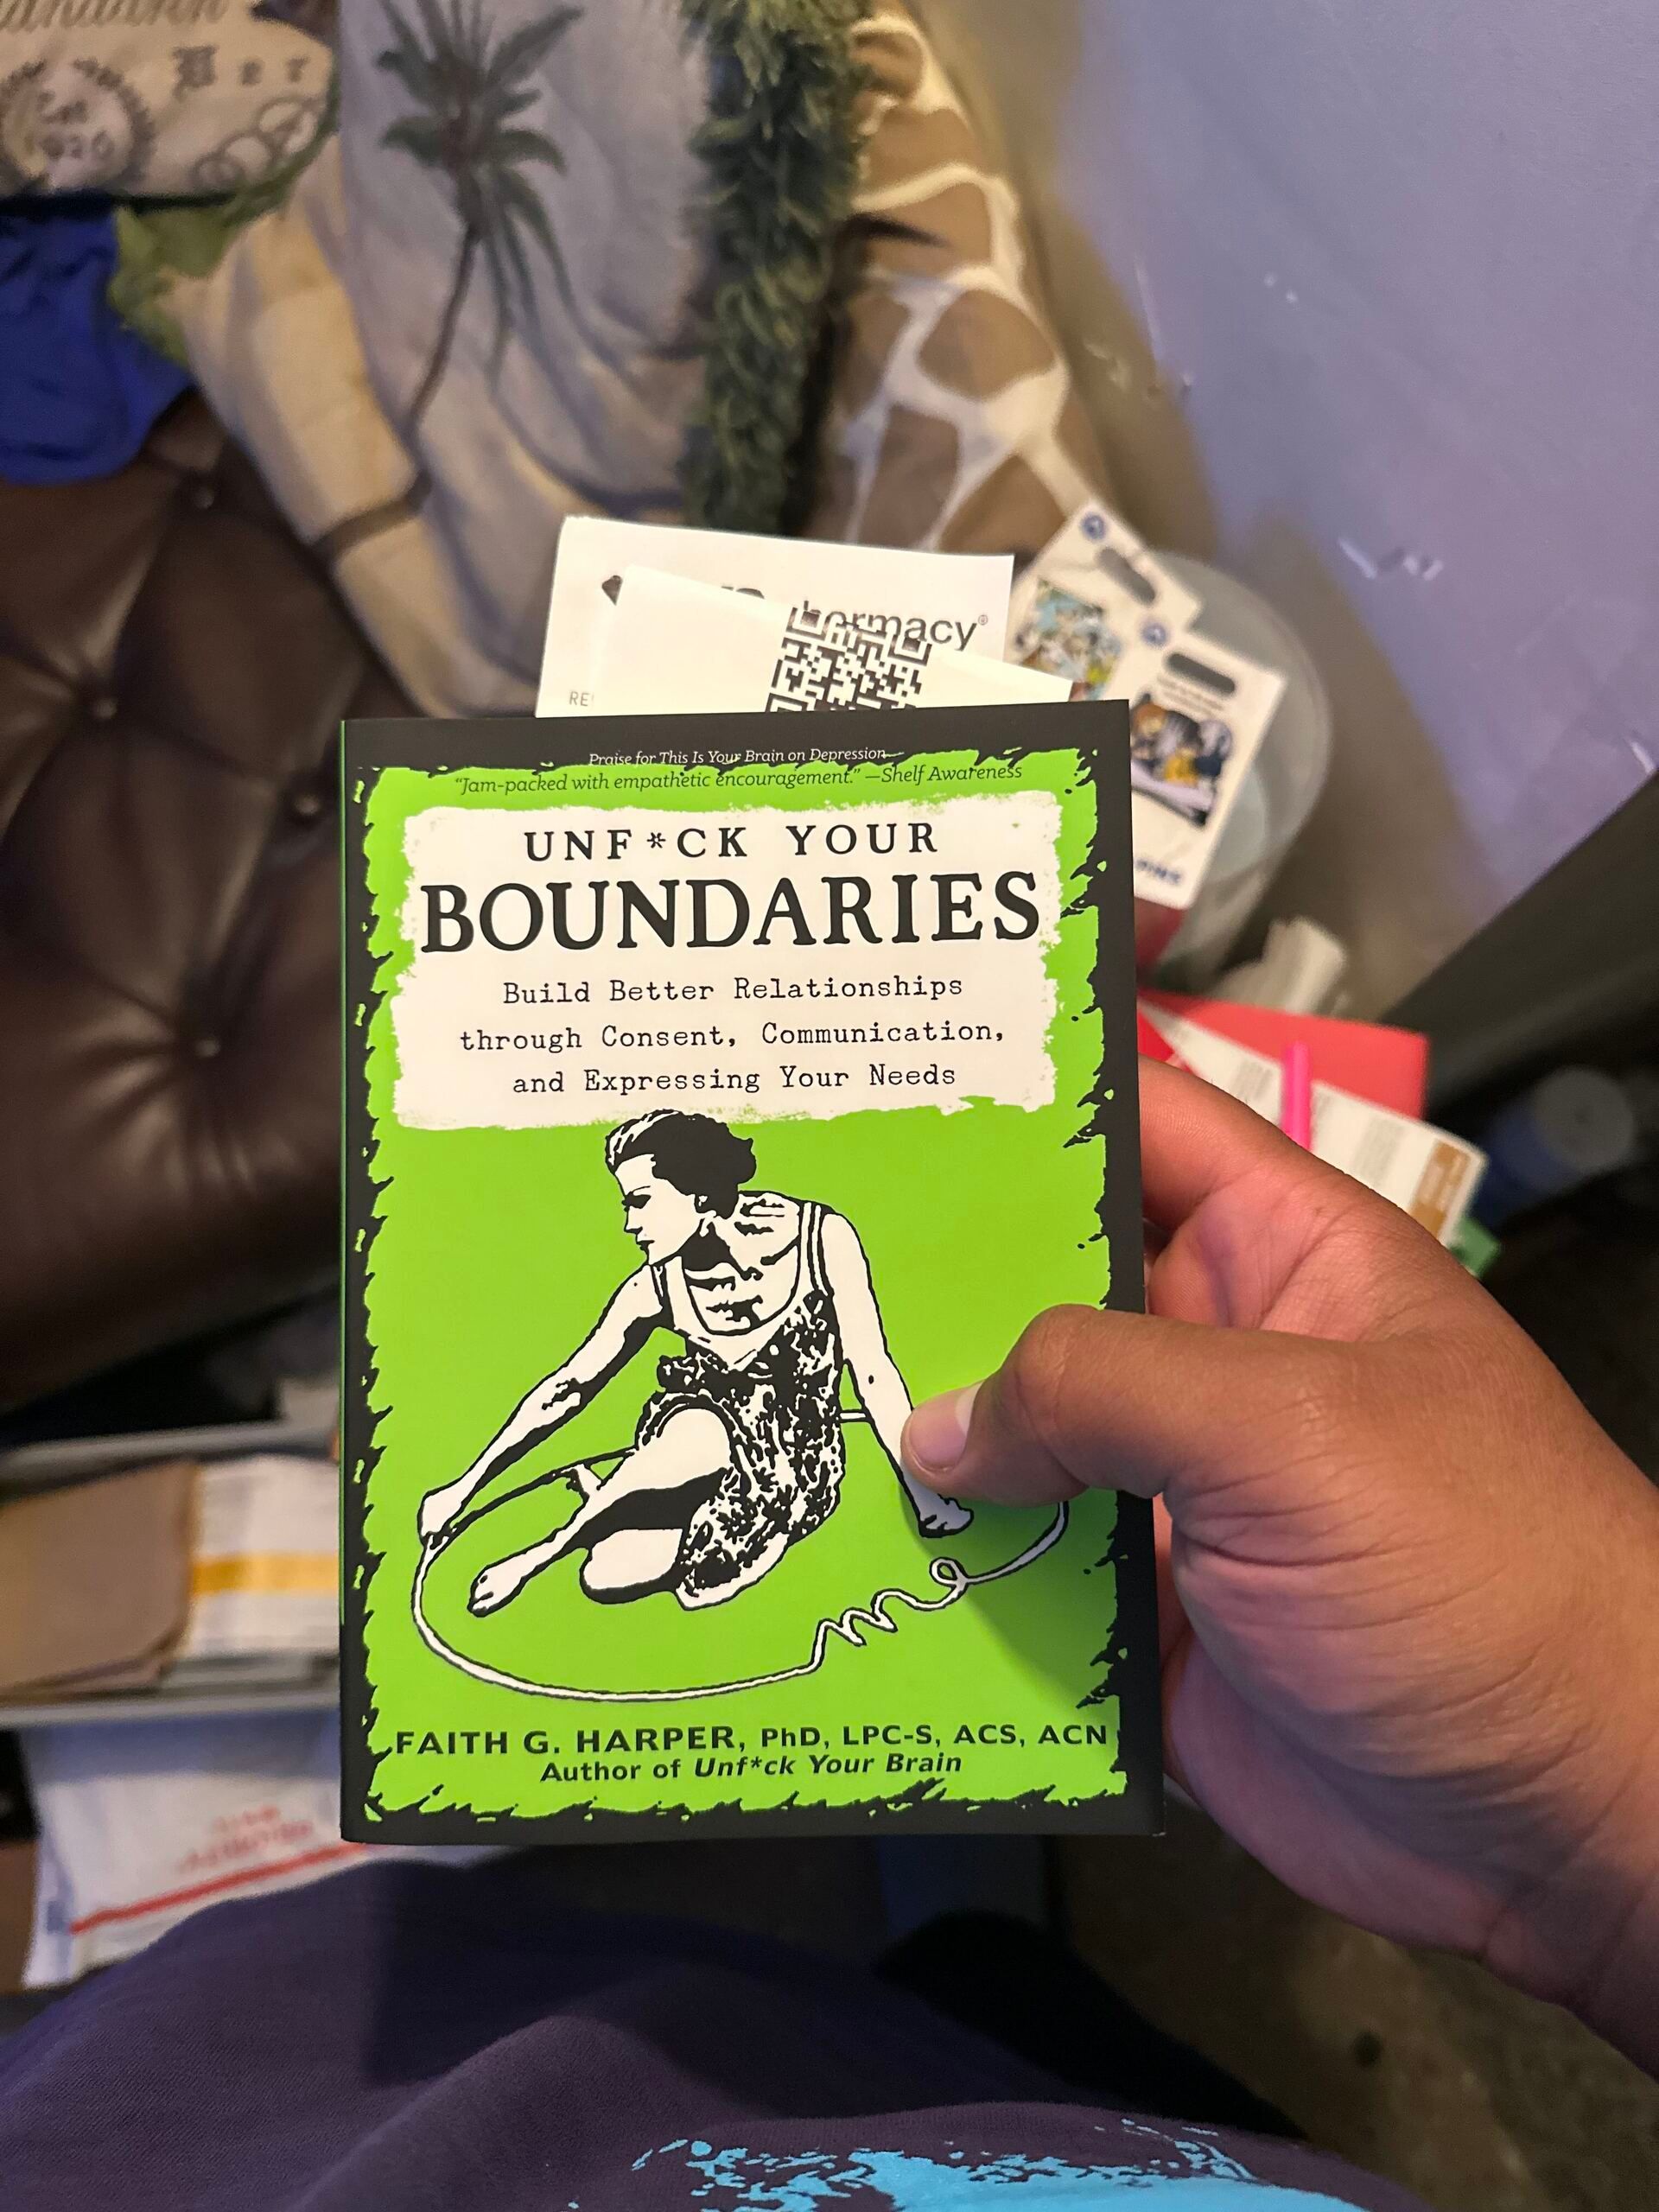 Praise for This Is Your Brain on Depression
“Jam-packed with empathetic encouragement.” —Shelf Awareness
UNF*CK YOUR
BOUNDARIES
Build Better Relationships
through Consent, Communication,
and Expressing Your Needs
FAITH G. HARPER, PhD, LPC-S, ACS, ACN
Author of Unf*ck Your Brain